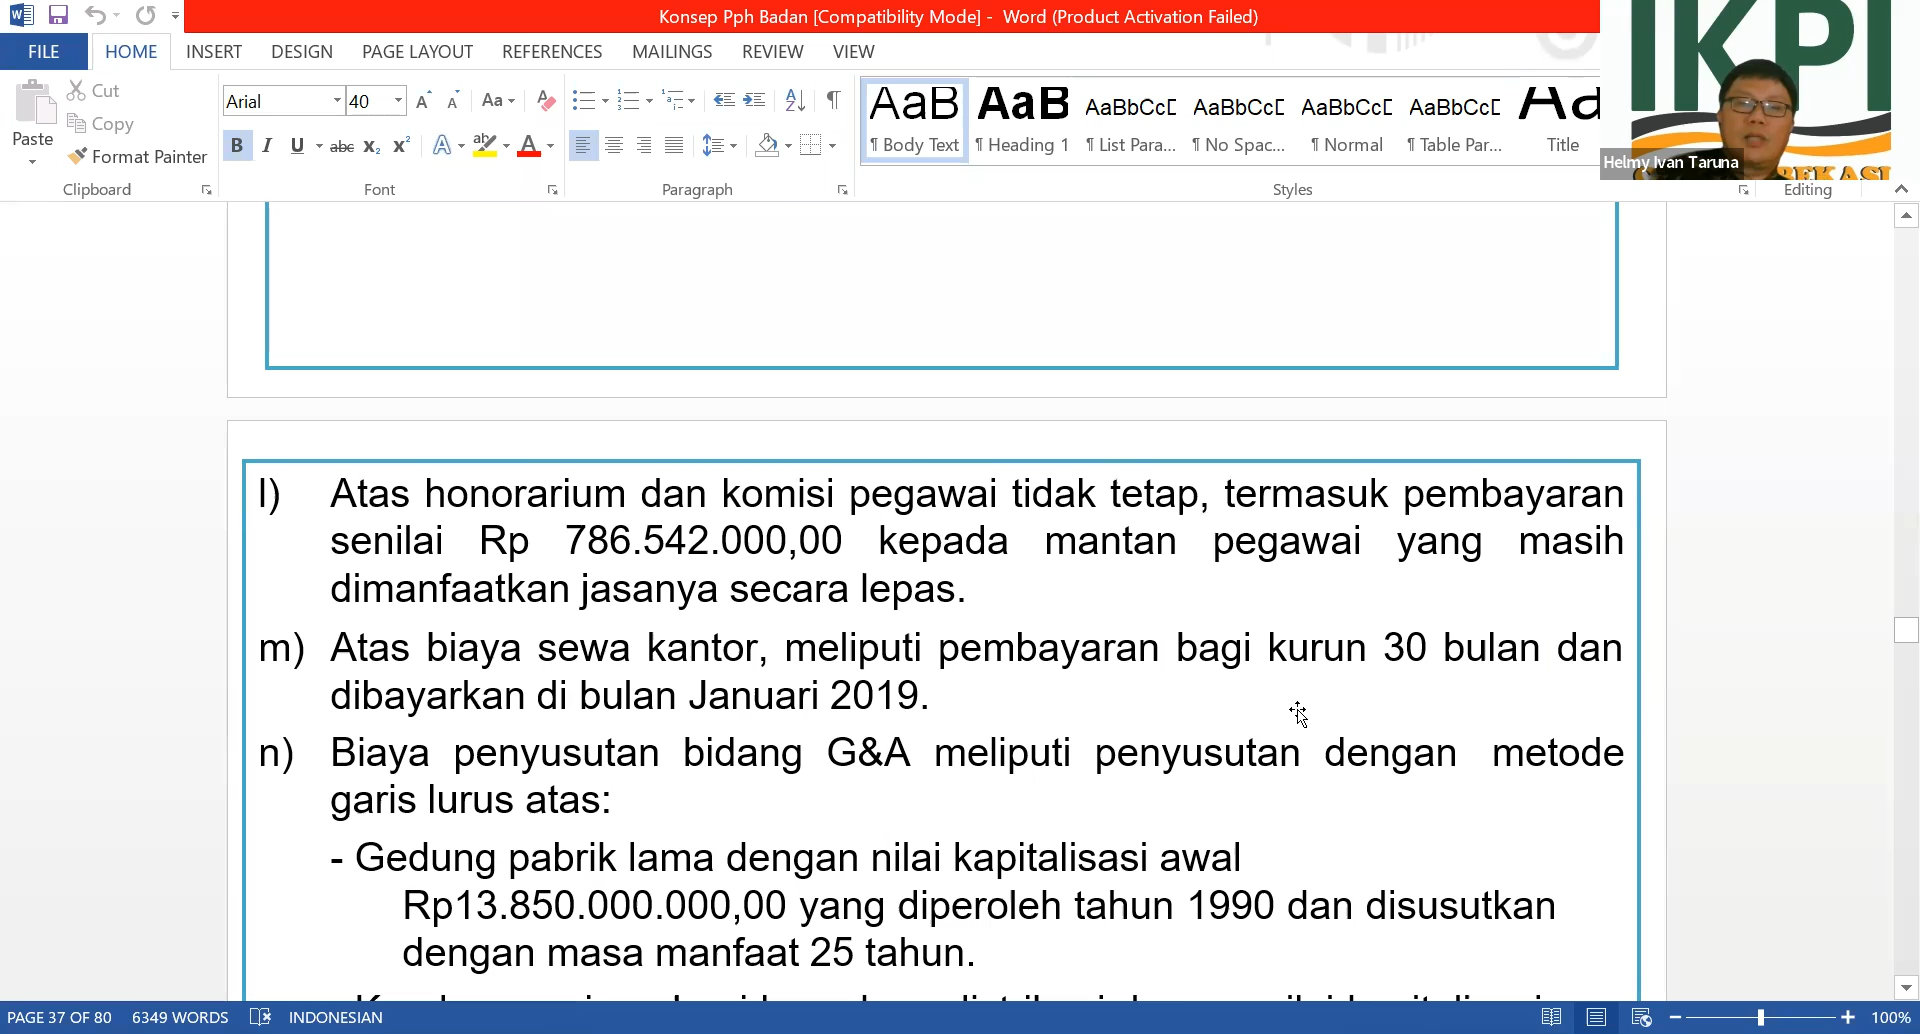 Konsep Pph Badan [Compatibility Mode] - Word (Product Activation Failed)
FILE HOME INSERT DESIGN PAGE LAYOUT REFERENCES MAILINGS REVIEW VIEW
Paste
Cut
Copy
Format Painter
Clipboard
Arial 40
Font
Paragraph
AaB AaB AaBbCcD AaBbCcD AaBbCcD AaBbCcD
¶ Body Text ¶ Heading 1 ¶ List Para... ¶ No Spac... ¶ Normal ¶ Table Par... Title
Styles
Editing
IKPI
Helmy Ivan Taruna
BEKASI
l) Atas honorarium dan komisi pegawai tidak tetap, termasuk pembayaran
senilai Rp 786.542.000,00 kepada mantan pegawai yang masih
dimanfaatkan jasanya secara lepas.
m) Atas biaya sewa kantor, meliputi pembayaran bagi kurun 30 bulan dan
dibayarkan di bulan Januari 2019.
n) Biaya penyusutan bidang G&A meliputi penyusutan dengan metode
garis lurus atas:
- Gedung pabrik lama dengan nilai kapitalisasi awal
Rp13.850.000.000,00 yang diperoleh tahun 1990 dan disusutkan
dengan masa manfaat 25 tahun.
PAGE 37 OF 80 6349 WORDS INDONESIAN 100%